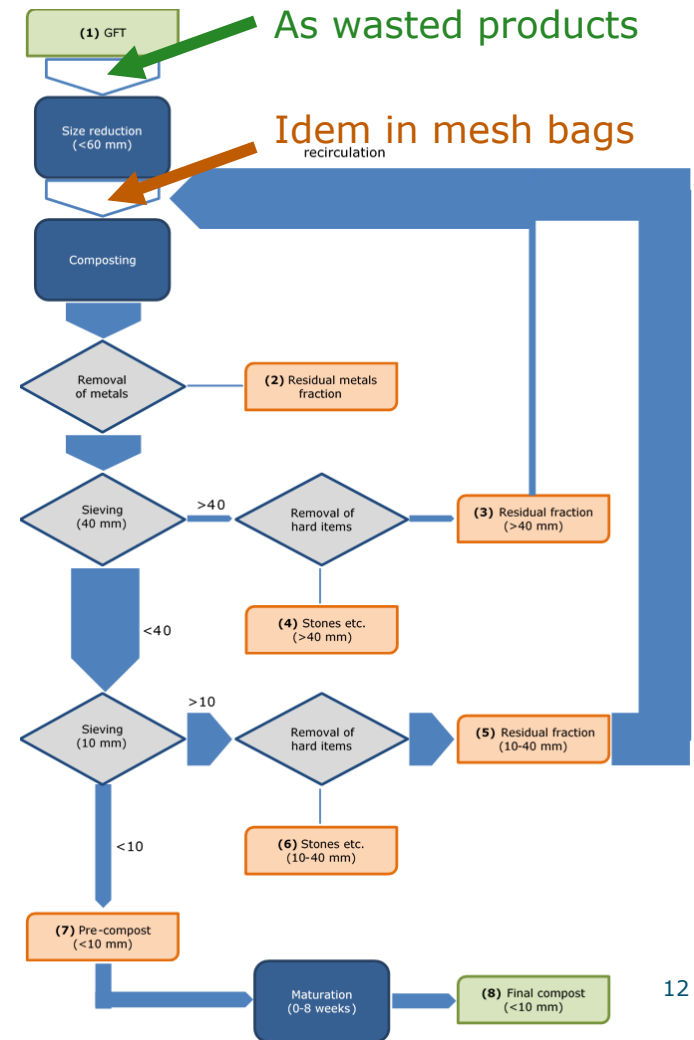 (1) GFT
As wasted products
Size reduction
(<60 mm)
Idem in mesh bags
recirculation
Composting
Removal
of metals
(2) Residual metals
fraction
Sieving
(40 mm)
>40
Removal of
hard items
(3) Residual fraction
(>40 mm)
(4) Stones etc.
(>40 mm)
<40
Sieving
(10 mm)
>10
Removal of
hard items
(5) Residual fraction
(10-40 mm)
(6) Stones etc.
(10-40 mm)
<10
(7) Pre-compost
(<10 mm)
Maturation
(0-8 weeks)
(8) Final compost
(<10 mm)
12